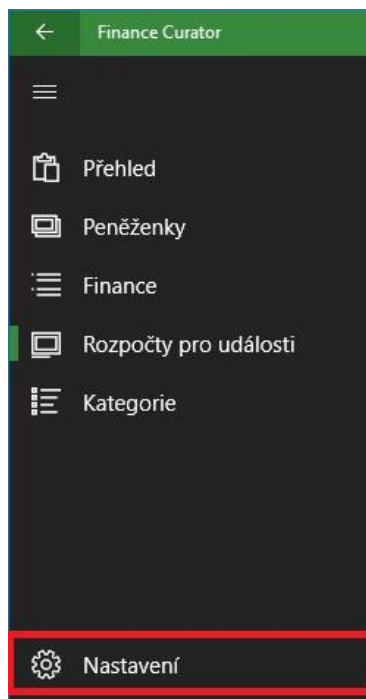 Finance Curator
Přehled
Peněženky
Finance
Rozpočty pro události
Kategorie
Nastavení